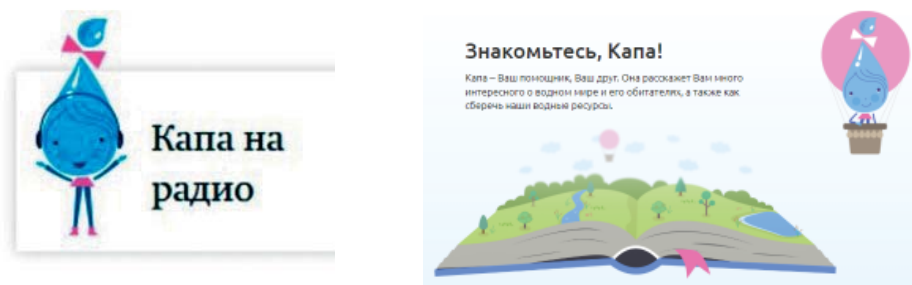 Капа на
радио
Знакомьтесь, Капа!
Капа – Ваш помощник, Ваш друг. Она расскажет Вам много
интересного о водном мире и его обитателях, а также как
сберечь наши водные ресурсы.